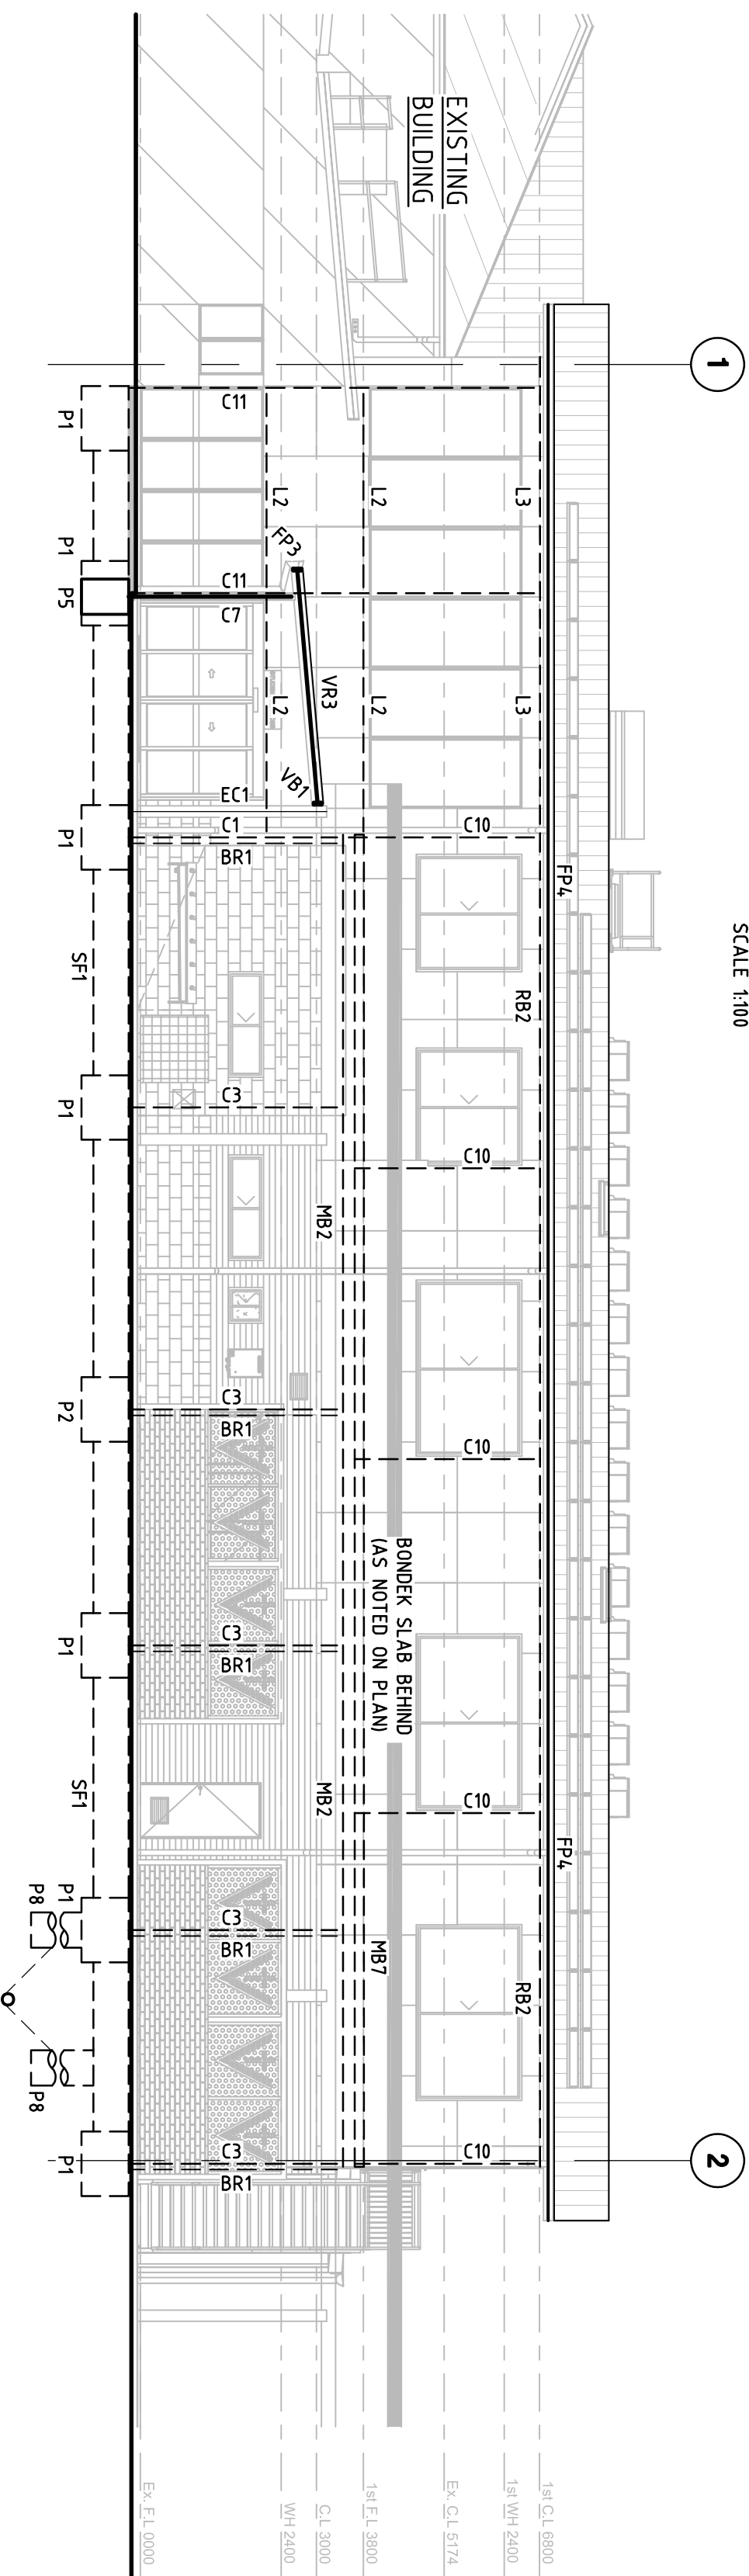 SCALE 1:100
1
2
EXISTING
BUILDING
FP4
FP4
L3
L3
RB2
RB2
C10
C10
C10
C10
C10
L2
L2
BONDEK SLAB BEHIND
(AS NOTED ON PLAN)
MB7
FP3
VR3
VB1
MB2
MB2
L2
L2
C11
C11
C7
EC1
C1
BR1
C3
C3
BR1
C3
BR1
C3
BR1
C3
BR1
P1
P1
P5
P1
SF1
P1
P2
P1
SF1
P1
P8
P8
P1
1st C.L 6800
1st WH 2400
Ex. C.L 5174
1st F.L 3800
C.L 3000
WH 2400
Ex. F.L 0000